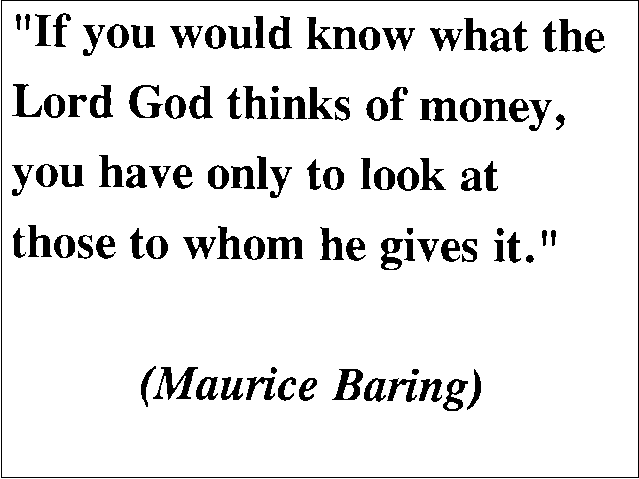 "If you would know what the
Lord God thinks of money,
you have only to look at
those to whom he gives it."
(Maurice Baring)